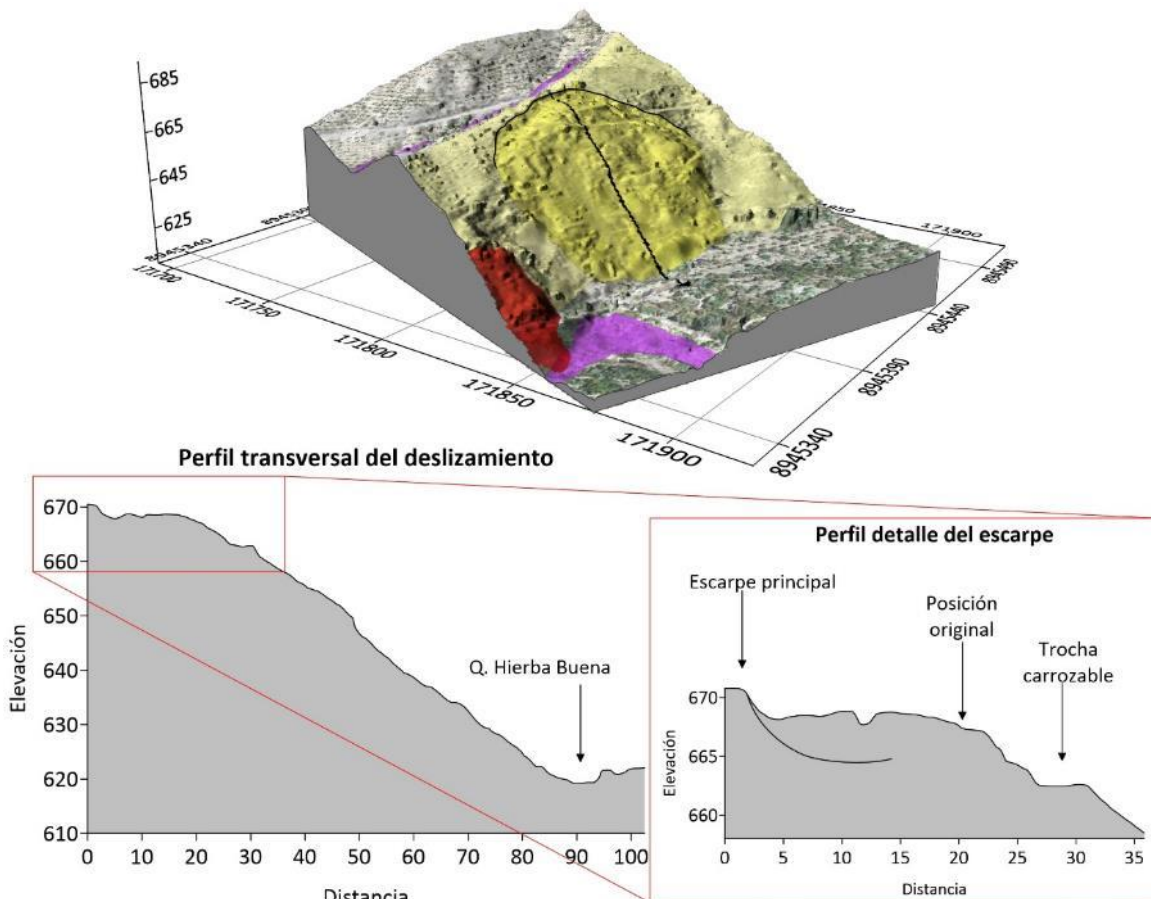 685
665
645
625
8945340
171700
171750
171800
171850
171900
171900
8945440
8945390
8945340
Perfil transversal del deslizamiento
670
660
650
640
630
620
610
Elevación
Q. Hierba Buena
0 10 20 30 40 50 60 70 80 90 100
Distancia
Perfil detalle del escarpe
Escarpe principal
Posición
original
Trocha
carrozable
670
665
660
Elevación
0 5 10 15 20 25 30 35
Distancia